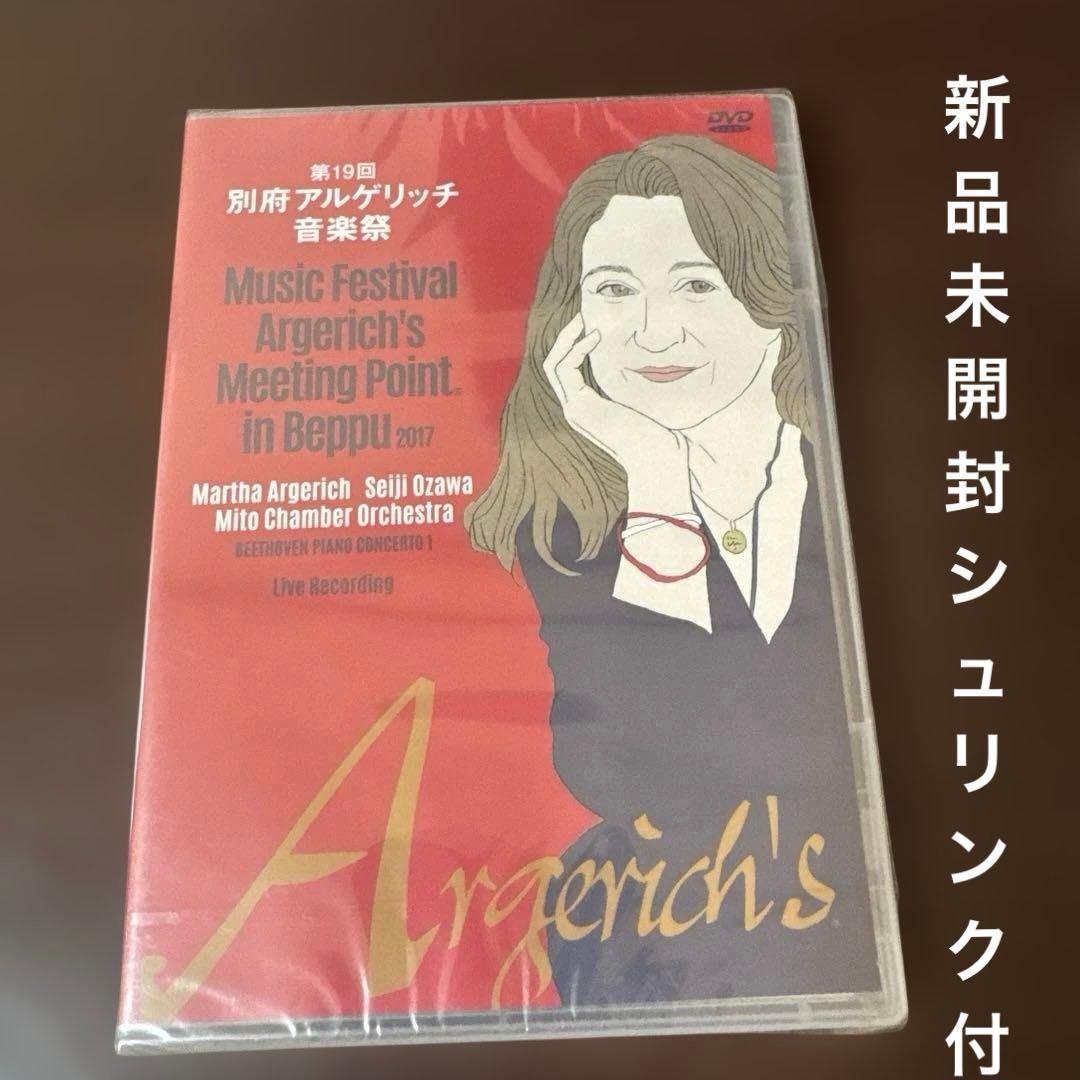 DVD
VIDEO
第19回
別府アルゲリッチ
音楽祭
Music Festival
Argerich's
Meeting Point®
in Beppu 2017
Martha Argerich Seiji Ozawa
Mito Chamber Orchestra
BEETHOVEN PIANO CONCERTO 1
Live Recording
Argerich's
新品未開封シュリンク付